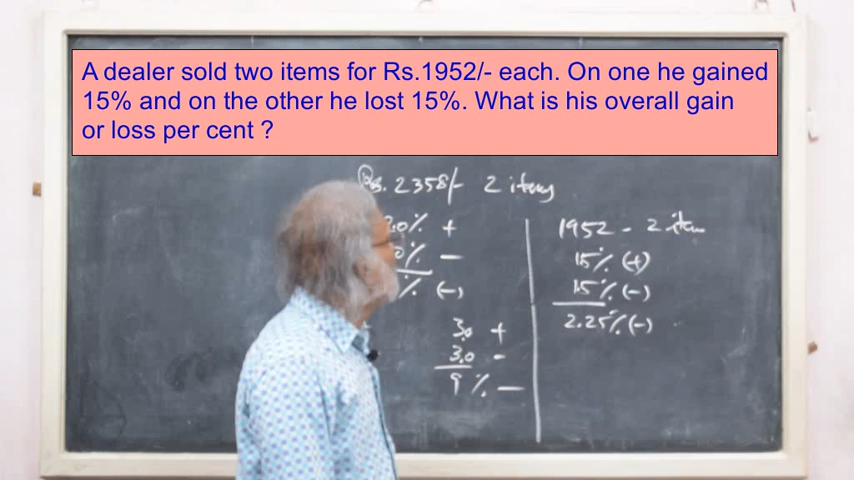 A dealer sold two items for Rs.1952/- each. On one he gained
15% and on the other he lost 15%. What is his overall gain
or loss per cent ?
Rs. 2358/- 2 items
0% +
0% −
% (−)
30 +
30 −
9 % −
1952 - 2 item
15% (+)
15% (−)
2.25% (−)